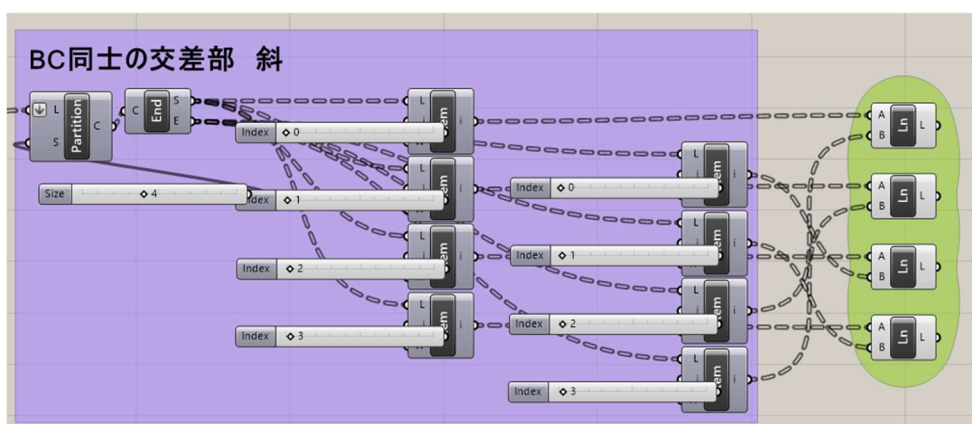 BC同士の交差部 斜
L
S
Partition
C
C
End
S
E
Size
4
Index
0
Index
1
Index
2
Index
3
L
i
L
i
L
i
L
i
Index
0
Index
1
Index
2
Index
3
L
i
L
i
L
i
L
i
A
B
Ln
L
A
B
Ln
L
A
B
Ln
L
A
B
Ln
L